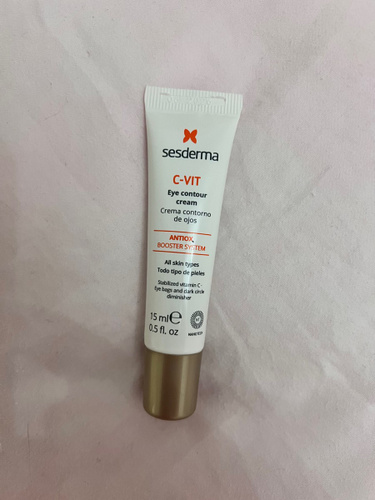 sesderma
C-VIT
Eye contour
cream
Crema contorno
de ojos
ANTIOX.
BOOSTER SYSTEM
All skin types
Todo tipo de pieles
Stabilized vitamin C
Eye bags and dark circle
diminisher
15 ml ℮
0.5 fl. oz